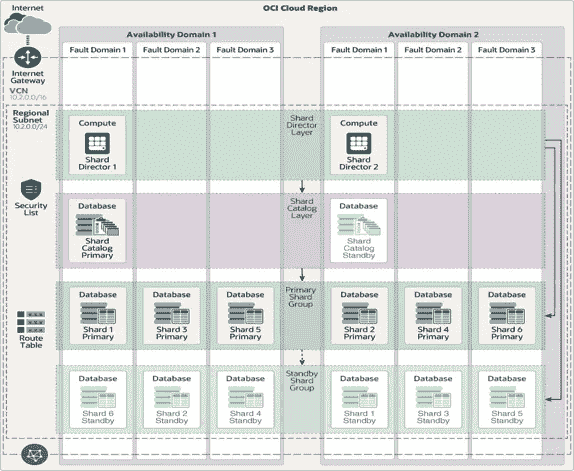 Internet
OCI Cloud Region
Availability Domain 1
Availability Domain 2
Fault Domain 1
Fault Domain 2
Fault Domain 3
Fault Domain 1
Fault Domain 2
Fault Domain 3
Internet
Gateway
VCN
10.2.0.0/16
Regional
Subnet
10.2.0.0/24
Compute
Shard
Director 1
Shard
Director
Layer
Compute
Shard
Director 2
Security
List
Database
Shard
Catalog
Primary
Shard
Catalog
Layer
Database
Shard
Catalog
Standby
Route
Table
Database
Shard 1
Primary
Database
Shard 3
Primary
Database
Shard 5
Primary
Primary
Shard
Group
Database
Shard 2
Primary
Database
Shard 4
Primary
Database
Shard 6
Primary
Database
Shard 6
Standby
Database
Shard 2
Standby
Database
Shard 4
Standby
Standby
Shard
Group
Database
Shard 1
Standby
Database
Shard 3
Standby
Database
Shard 5
Standby